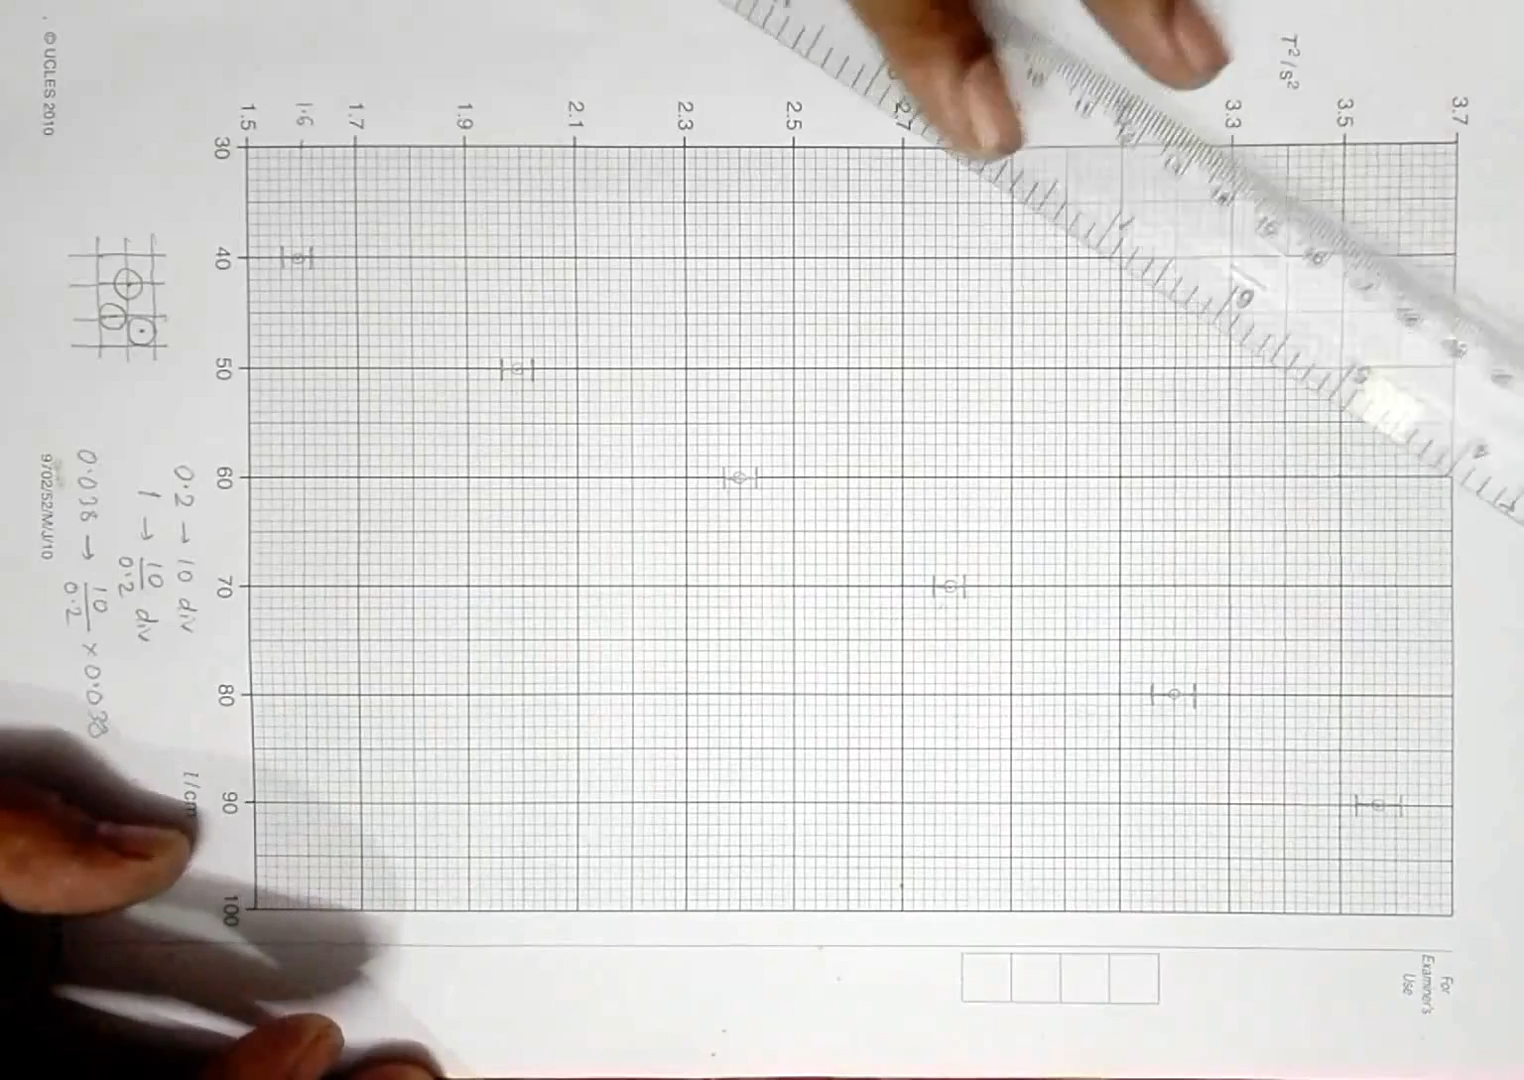 T²/s²
3.7
3.5
3.3
2.7
2.5
2.3
2.1
1.9
1.7
1.6
1.5
30
40
50
60
70
80
90
100
l/cm
0.2 → 10 div
1 → 10/0.2 div
0.038 → 10/0.2 × 0.038
© UCLES 2010
9702/52/M/J/10
For
Examiner's
Use